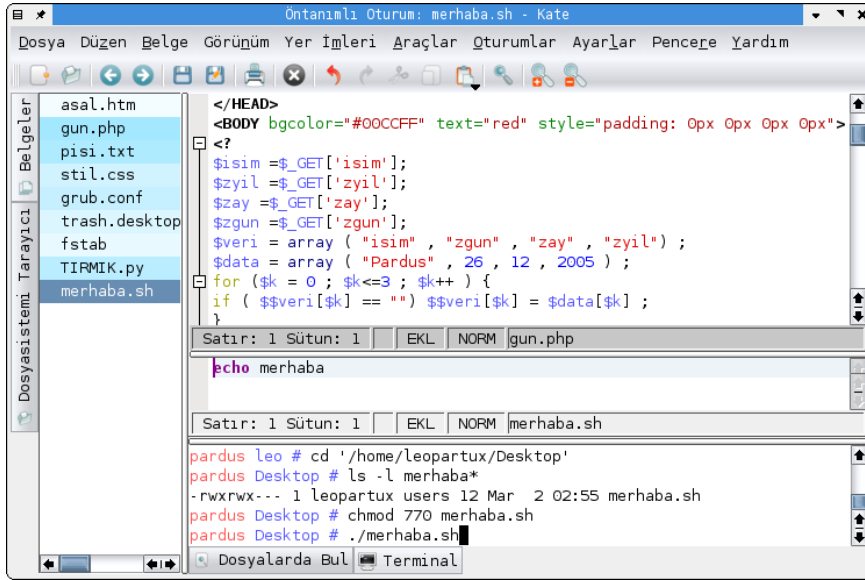 Öntanımlı Oturum: merhaba.sh - Kate
Dosya Düzen Belge Görünüm Yer İmleri Araçlar Oturumlar Ayarlar Pencere Yardım
Belgeler
Dosyasistemi Tarayıcı
asal.htm
gun.php
pisi.txt
stil.css
grub.conf
trash.desktop
fstab
TIRMIK.py
merhaba.sh
</HEAD>
<BODY bgcolor="#00CCFF" text="red" style="padding: 0px 0px 0px 0px">
<?
$isim =$_GET['isim'];
$zyil =$_GET['zyil'];
$zay =$_GET['zay'];
$zgun =$_GET['zgun'];
$veri = array ( "isim" , "zgun" , "zay" , "zyil") ;
$data = array ( "Pardus" , 26 , 12 , 2005 ) ;
for ($k = 0 ; $k<=3 ; $k++ ) {
if ( $$veri[$k] == "") $$veri[$k] = $data[$k] ;
}
Satır: 1 Sütun: 1 EKL NORM gun.php
echo merhaba
Satır: 1 Sütun: 1 EKL NORM merhaba.sh
pardus leo # cd '/home/leopartux/Desktop'
pardus Desktop # ls -l merhaba*
-rwxrwx--- 1 leopartux users 12 Mar  2 02:55 merhaba.sh
pardus Desktop # chmod 770 merhaba.sh
pardus Desktop # ./merhaba.sh
Dosyalarda Bul Terminal